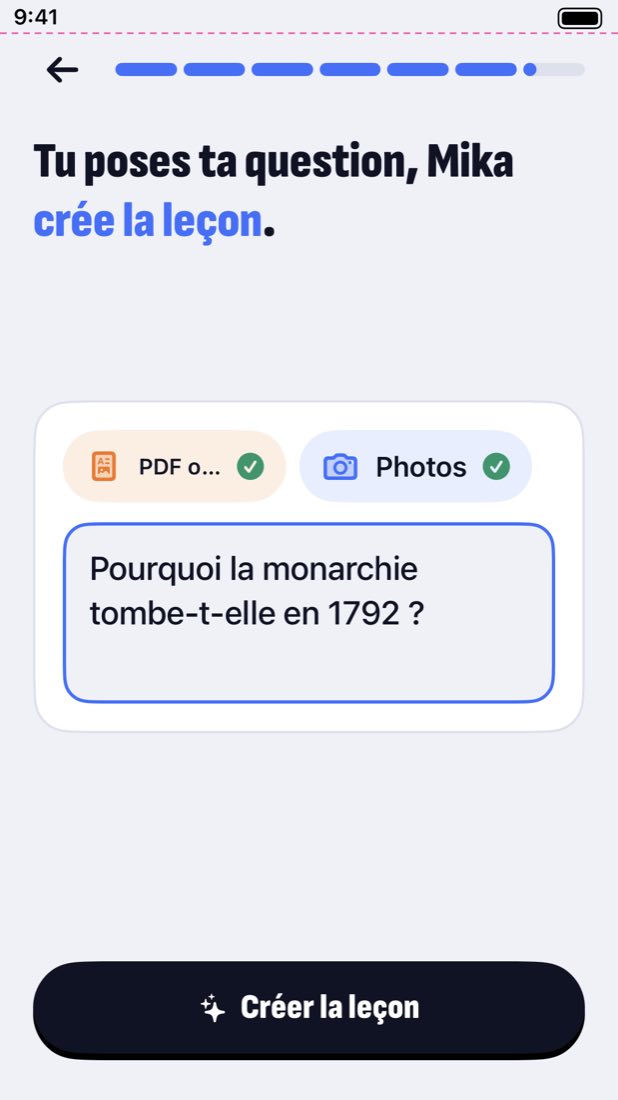 9:41
Tu poses ta question, Mika
crée la leçon.
PDF o...
Photos
Pourquoi la monarchie
tombe-t-elle en 1792 ?
Créer la leçon